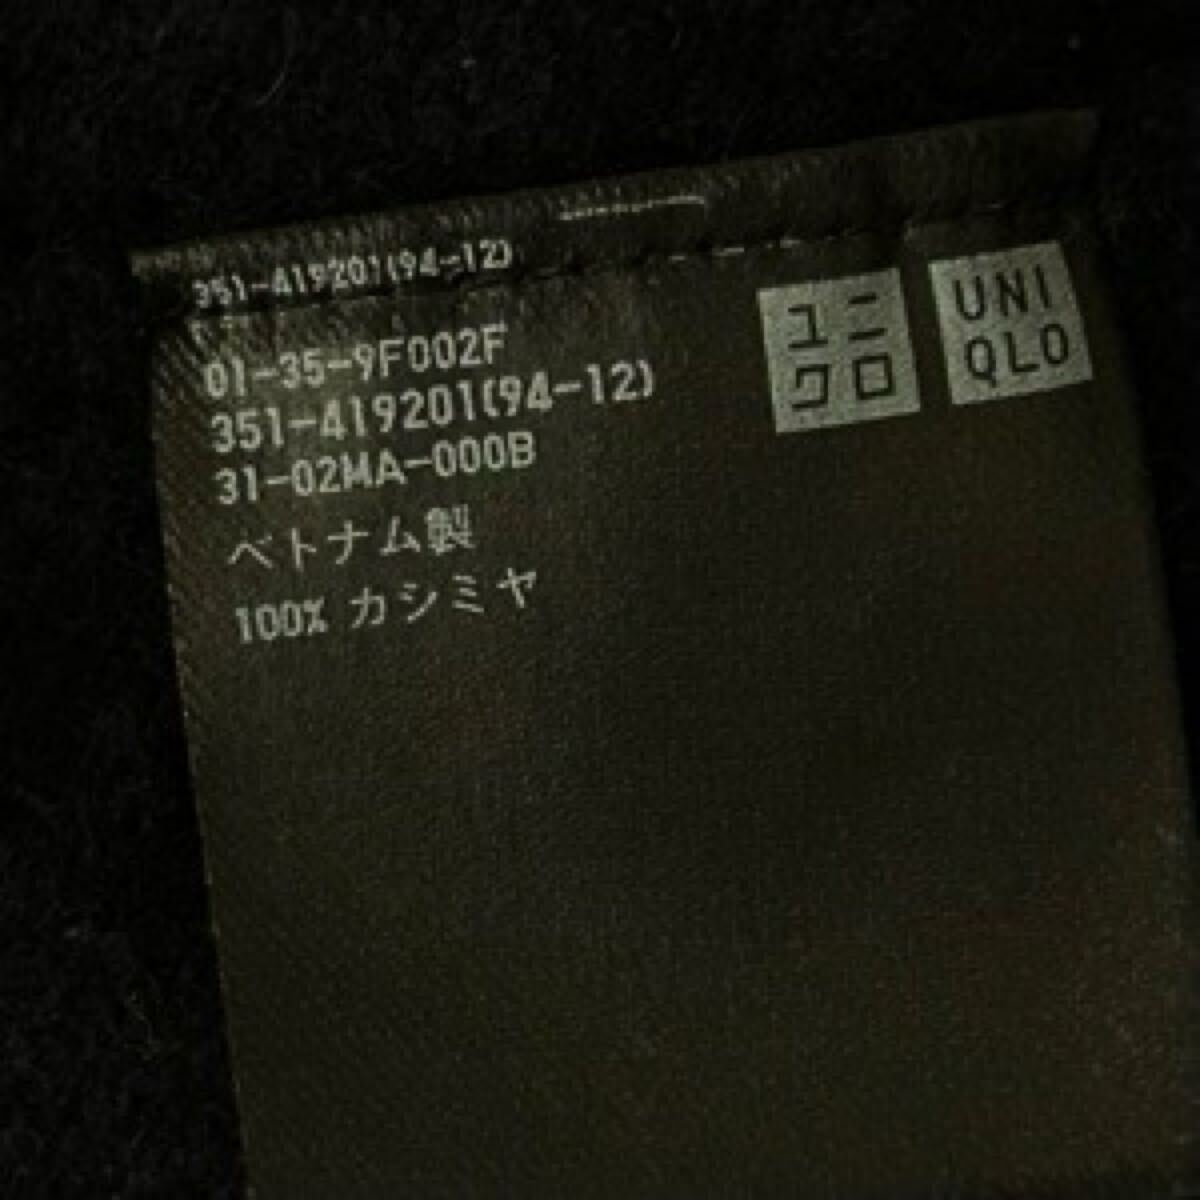 351-419201(94-12)
01-35-9F002F
351-419201(94-12)
31-02MA-000B
ベトナム製
100% カシミヤ
ユニ
クロ
UNI
QLO